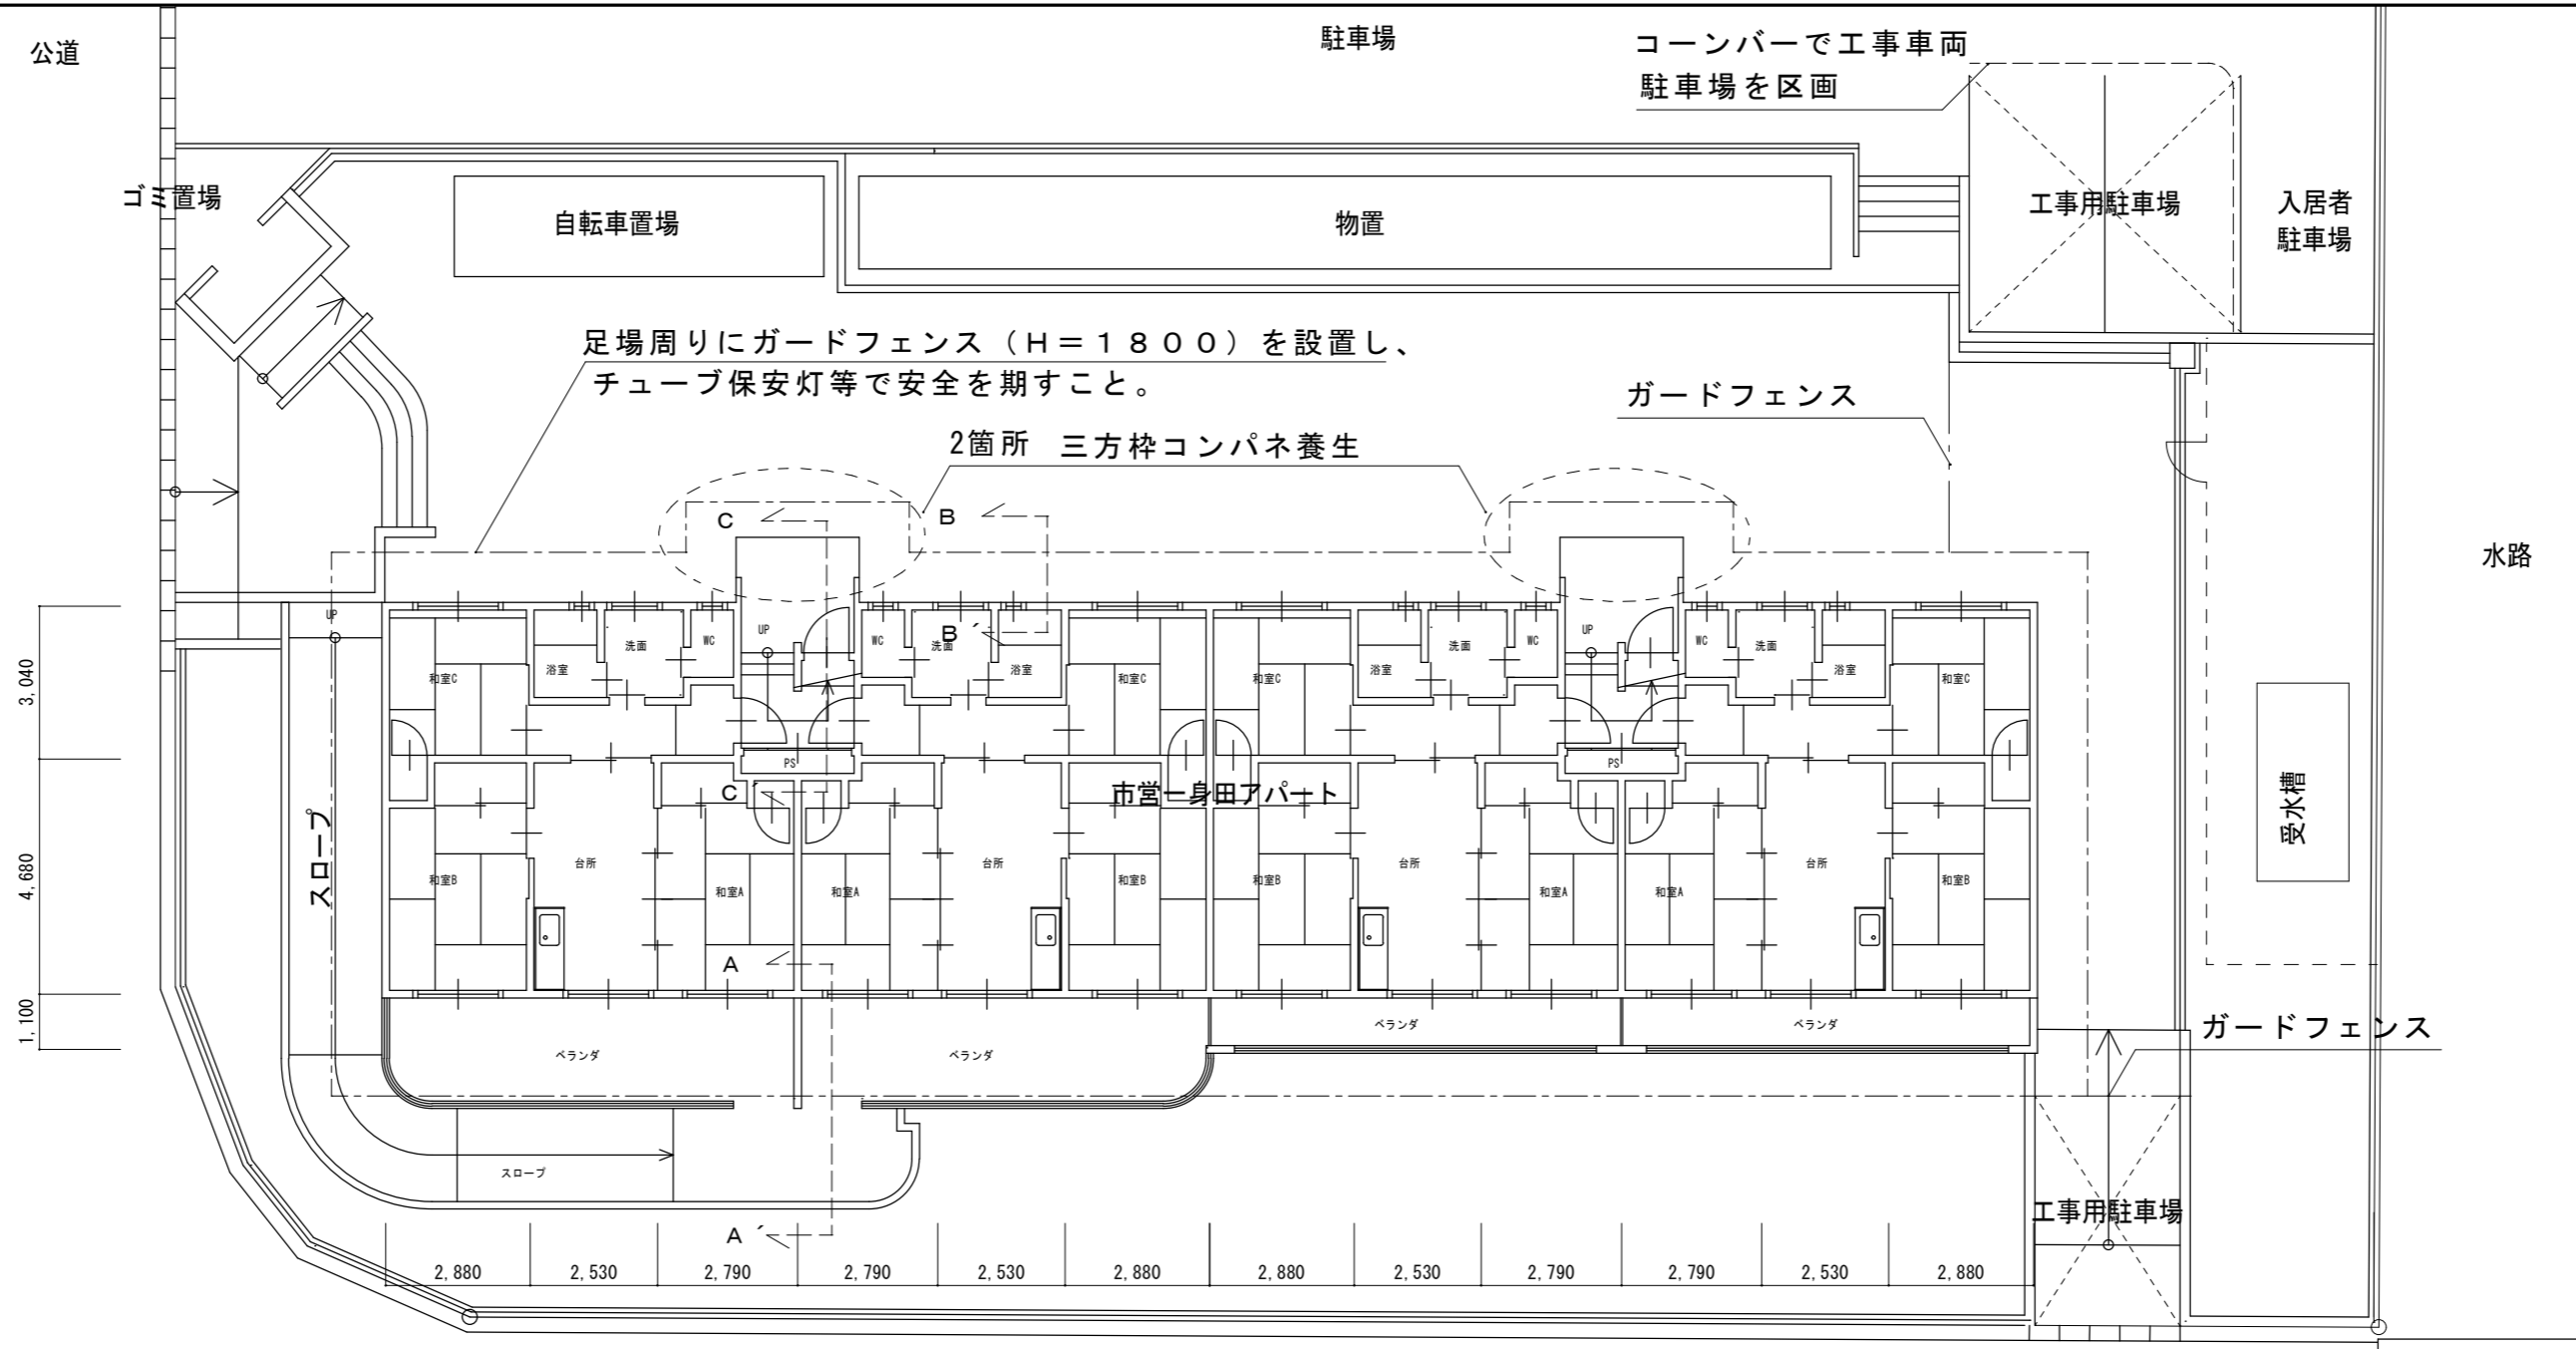 公道
駐車場
コーンバーで工事車両
駐車場を区画
ゴミ置場
自転車置場
物置
工事用駐車場
入居者
駐車場
足場周りにガードフェンス（Ｈ＝１８００）を設置し、
チューブ保安灯等で安全を期すこと。
ガードフェンス
2箇所 三方枠コンパネ養生
C
B
水路
UP
洗面
WC
UP
WC
洗面
B´
洗面
WC
UP
WC
洗面
和室C
浴室
浴室
和室C
和室C
浴室
浴室
和室C
3,040
PS
PS
C´
市営一身田アパート
受水槽
スロープ
4,680
台所
台所
台所
台所
和室B
和室A
和室A
和室B
和室B
和室A
和室A
和室B
A
1,100
ベランダ
ベランダ
ベランダ
ベランダ
ガードフェンス
スロープ
工事用駐車場
A´
2,880
2,530
2,790
2,790
2,530
2,880
2,880
2,530
2,790
2,790
2,530
2,880